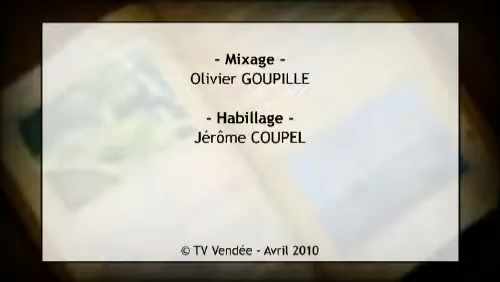 - Mixage -
Olivier GOUPILLE
- Habillage -
Jérôme COUPEL
© TV Vendée - Avril 2010